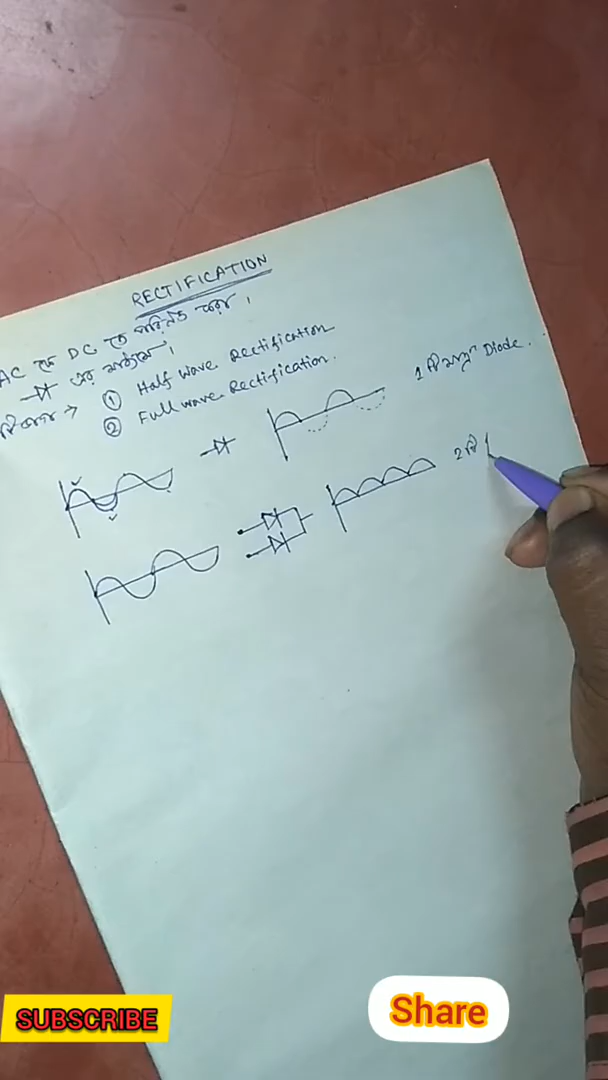 RECTIFICATION
AC কে DC তে পরিনত করা।
এর মাধ্যমে।
① Half Wave Rectification
② Full wave Rectification.
1 Diode.
2 টি
SUBSCRIBE
Share